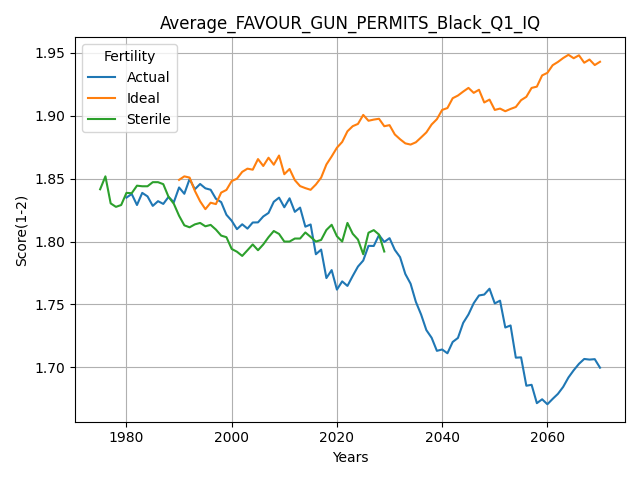 Average_FAVOUR_GUN_PERMITS_Black_Q1_IQ
Fertility
Actual
Ideal
Sterile
Score(1-2)
1.95
1.90
1.85
1.80
1.75
1.70
1980 2000 2020 2040 2060
Years